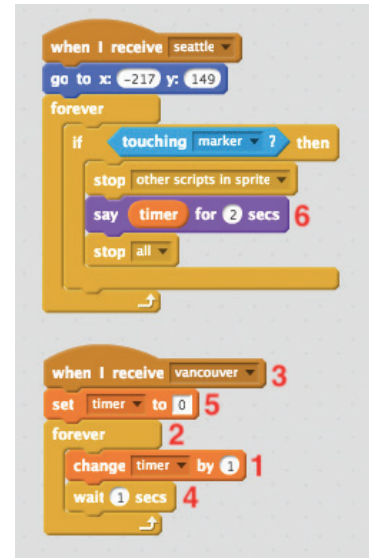 when I receive seattle
go to x: -217 y: 149
forever
if touching marker ? then
stop other scripts in sprite
say timer for 2 secs 6
stop all
when I receive vancouver 3
set timer to 0 5
forever 2
change timer by 1 1
wait 1 secs 4